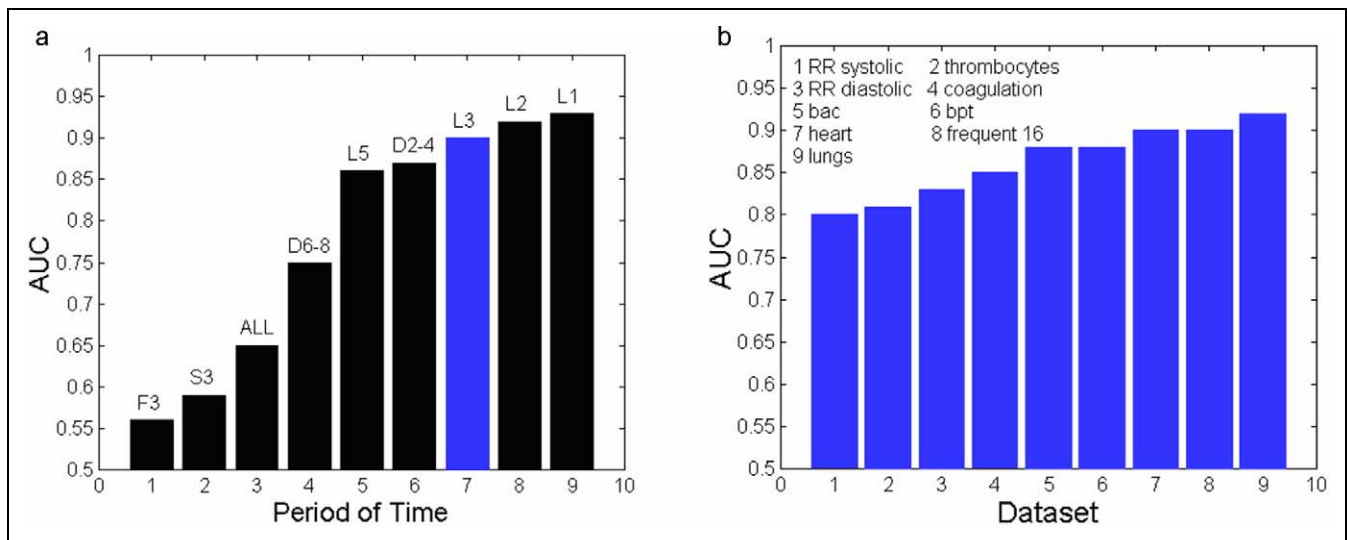 a
1
0.95
0.9
0.85
0.8
0.75
0.7
0.65
0.6
0.55
0.5
AUC
F3
S3
ALL
D6-8
L5
D2-4
L3
L2
L1
0 1 2 3 4 5 6 7 8 9 10
Period of Time
b
1
0.95
0.9
0.85
0.8
0.75
0.7
0.65
0.6
0.55
0.5
AUC
1 RR systolic 2 thrombocytes
3 RR diastolic 4 coagulation
5 bac 6 bpt
7 heart 8 frequent 16
9 lungs
0 1 2 3 4 5 6 7 8 9 10
Dataset